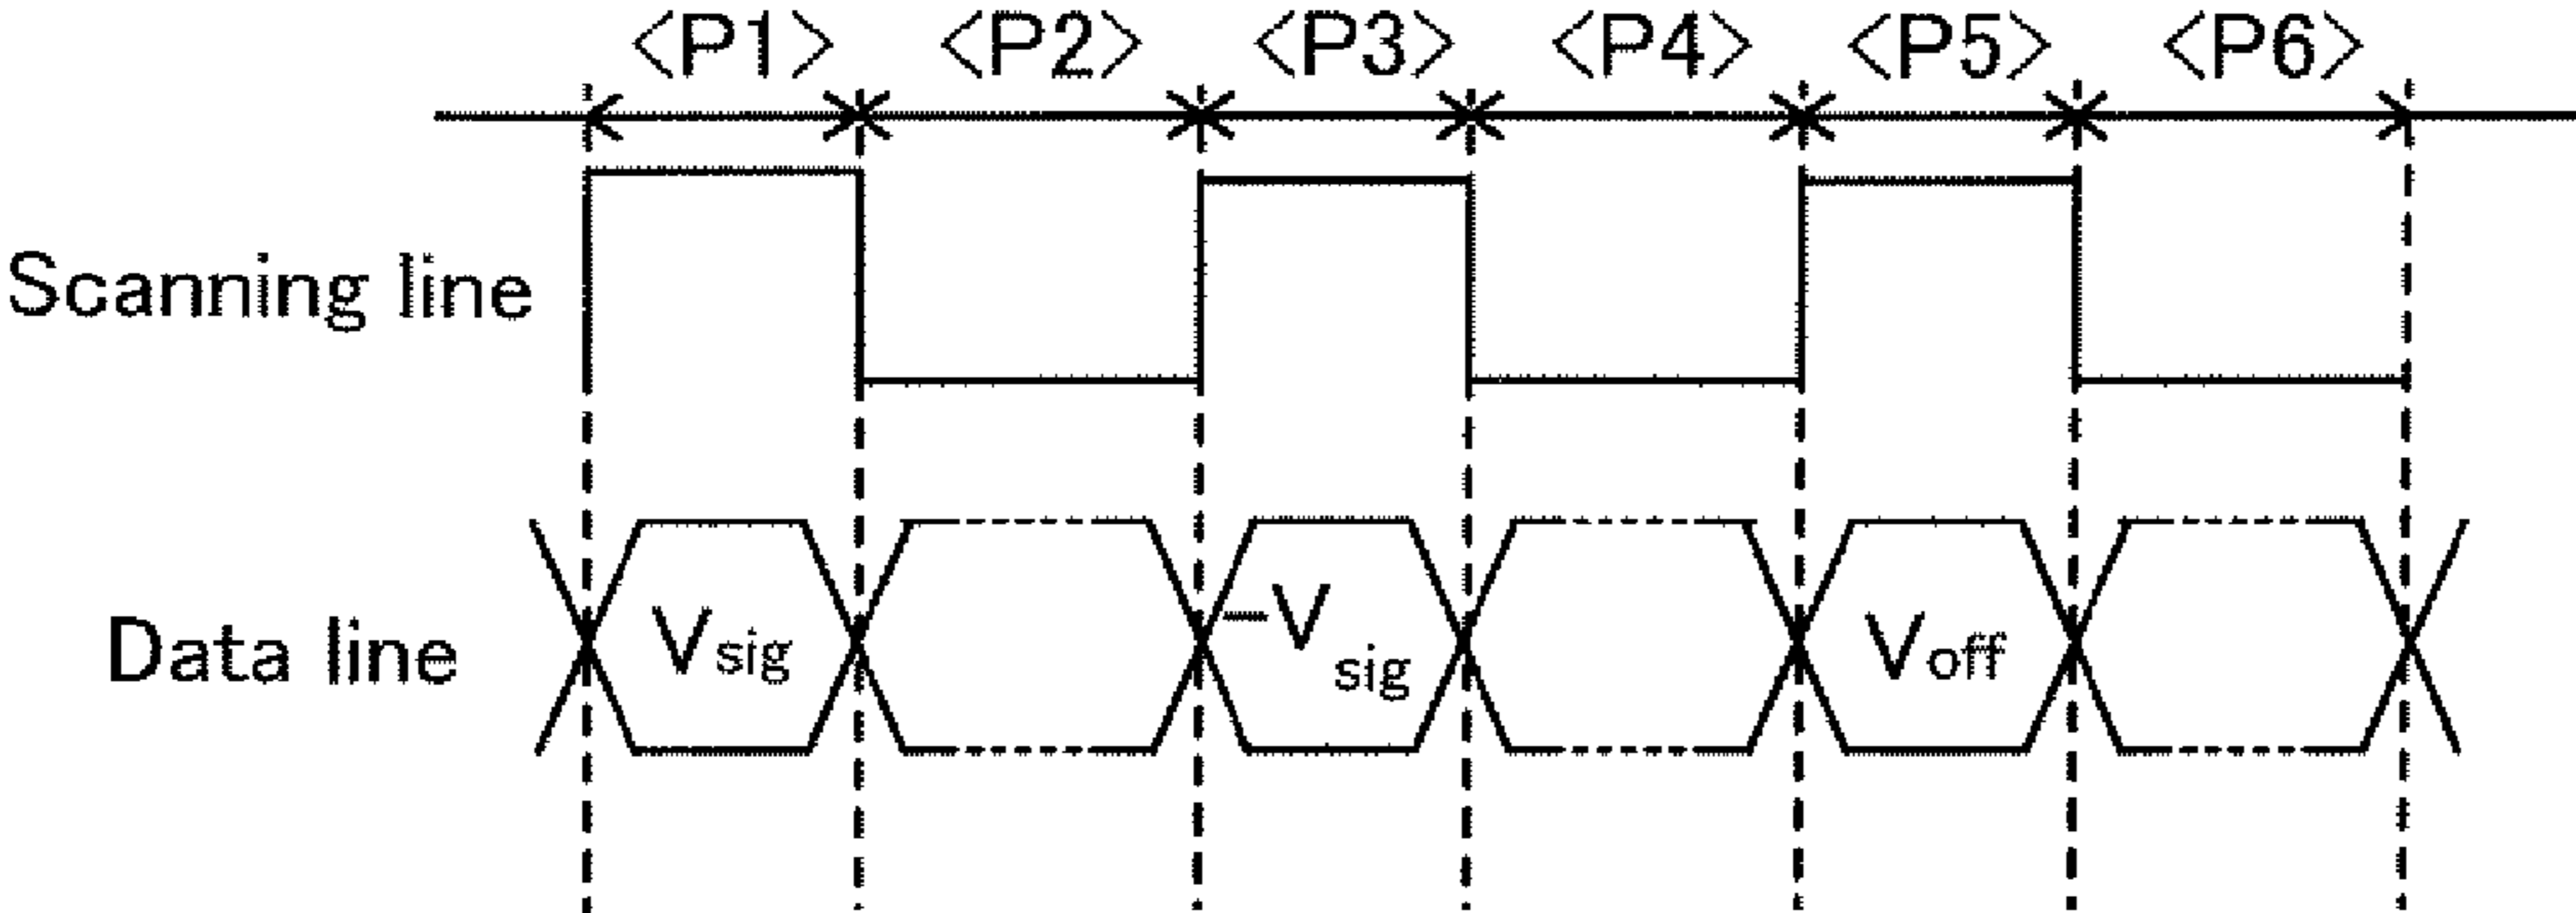 <P1> <P2> <P3> <P4> <P5> <P6>
Scanning line
Data line Vsig -Vsig Voff